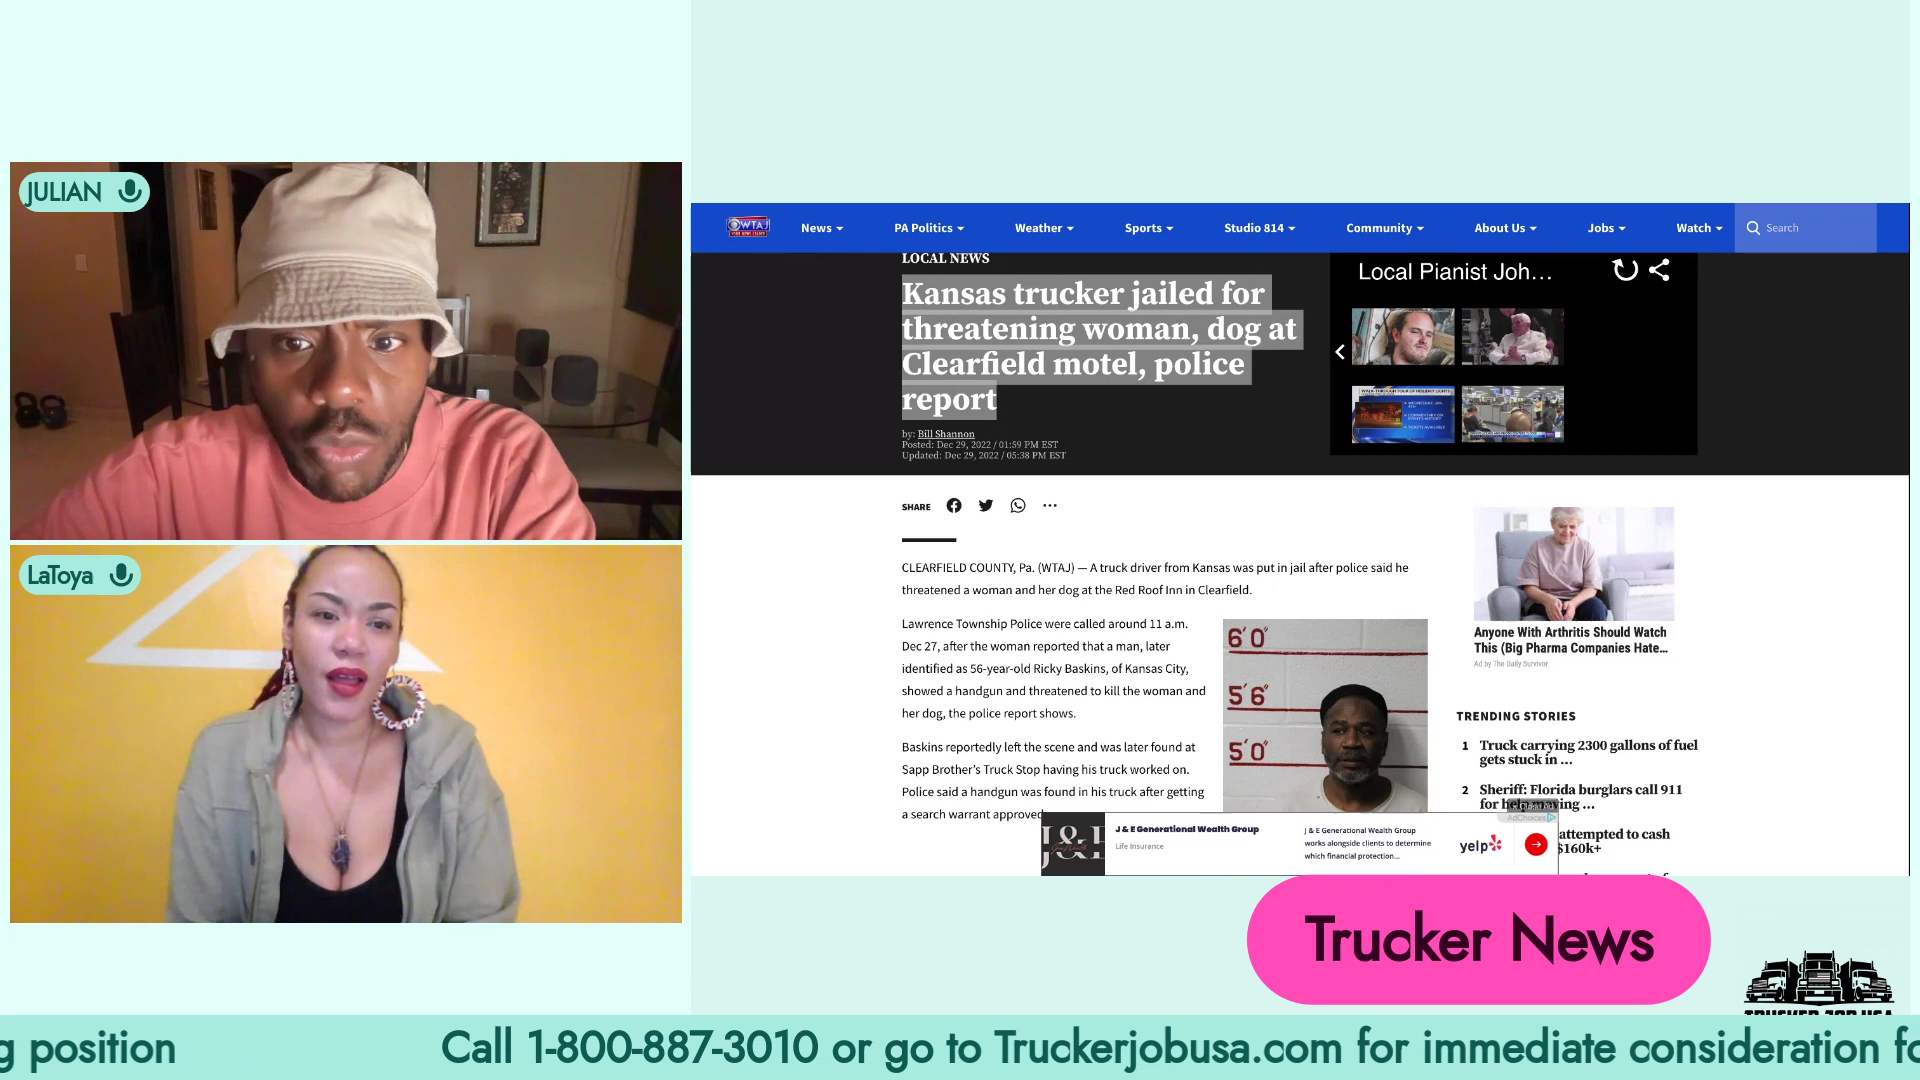 JULIAN
LaToya
WTAJ
News
PA Politics
Weather
Sports
Studio 814
Community
About Us
Jobs
Watch
Search
LOCAL NEWS
Kansas trucker jailed for
threatening woman, dog at
Clearfield motel, police
report
by: Bill Shannon
Posted: Dec 29, 2022 / 01:59 PM EST
Updated: Dec 29, 2022 / 05:38 PM EST
Local Pianist Joh...
SHARE
CLEARFIELD COUNTY, Pa. (WTAJ) — A truck driver from Kansas was put in jail after police said he
threatened a woman and her dog at the Red Roof Inn in Clearfield.
Lawrence Township Police were called around 11 a.m.
Dec 27, after the woman reported that a man, later
identified as 56-year-old Ricky Baskins, of Kansas City,
showed a handgun and threatened to kill the woman and
her dog, the police report shows.
Baskins reportedly left the scene and was later found at
Sapp Brother's Truck Stop having his truck worked on.
Police said a handgun was found in his truck after getting
a search warrant approved
6'0"
5'6"
5'0"
Anyone With Arthritis Should Watch
This (Big Pharma Companies Hate...
Ad by The Daily Survivor
TRENDING STORIES
1 Truck carrying 2300 gallons of fuel
gets stuck in ...
2 Sheriff: Florida burglars call 911
for help moving ...
attempted to cash
$160k+
AdChoices
J&E
J & E Generational Wealth Group
Life Insurance
J & E Generational Wealth Group
works alongside clients to determine
which financial protection...
yelp
Trucker News
TRUCKER JOB USA
g position
Call 1-800-887-3010 or go to Truckerjobusa.com for immediate consideration fo